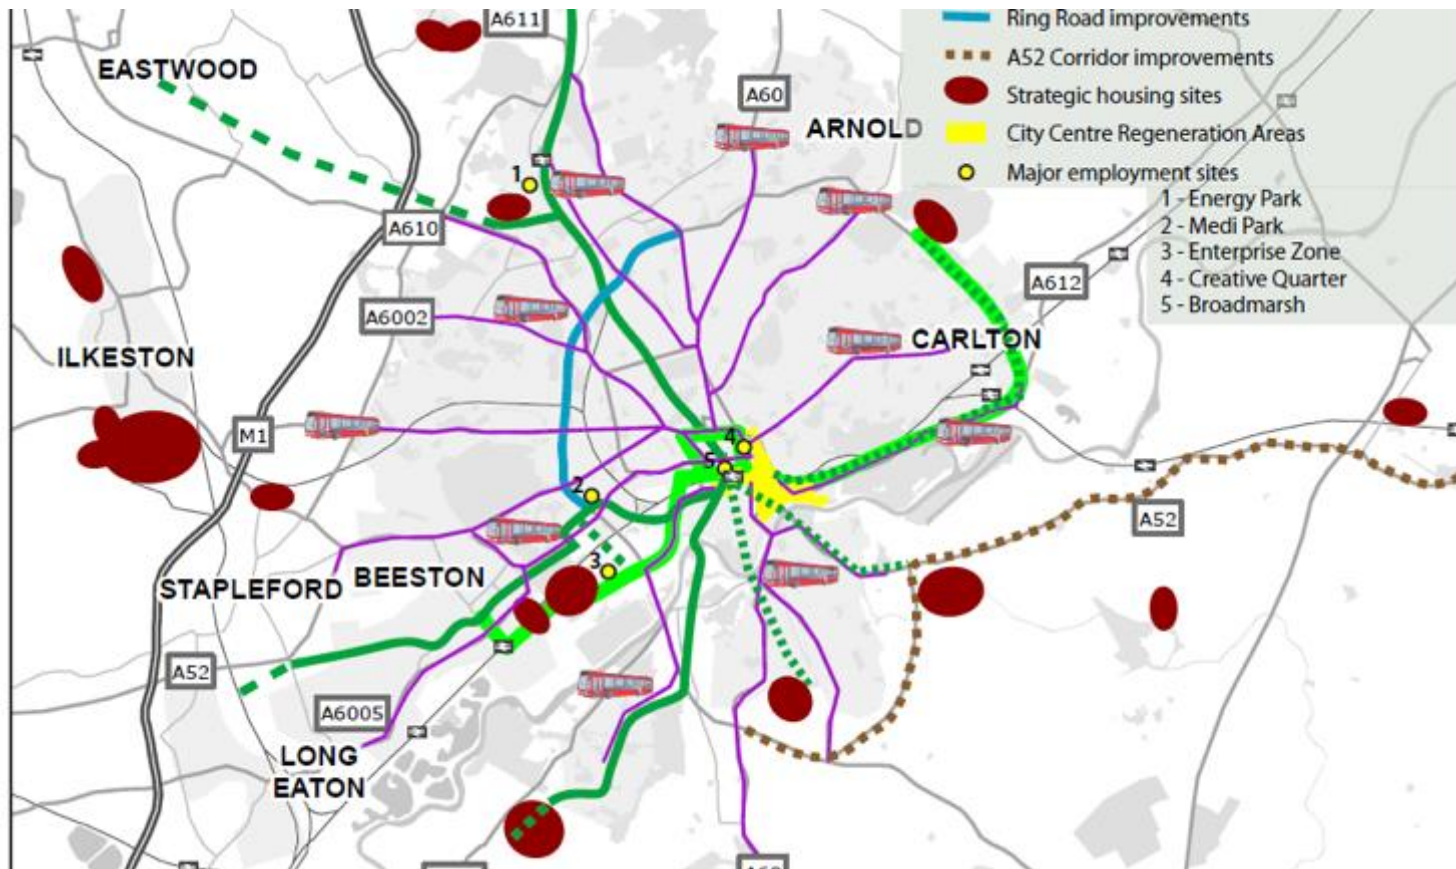 A611
Ring Road improvements
EASTWOOD
A52 Corridor improvements
A60
Strategic housing sites
ARNOLD
City Centre Regeneration Areas
1
Major employment sites
1 - Energy Park
2 - Medi Park
3 - Enterprise Zone
4 - Creative Quarter
5 - Broadmarsh
A610
A612
A6002
CARLTON
ILKESTON
M1
4
5
2
A52
3
BEESTON
STAPLEFORD
A52
A6005
LONG
EATON